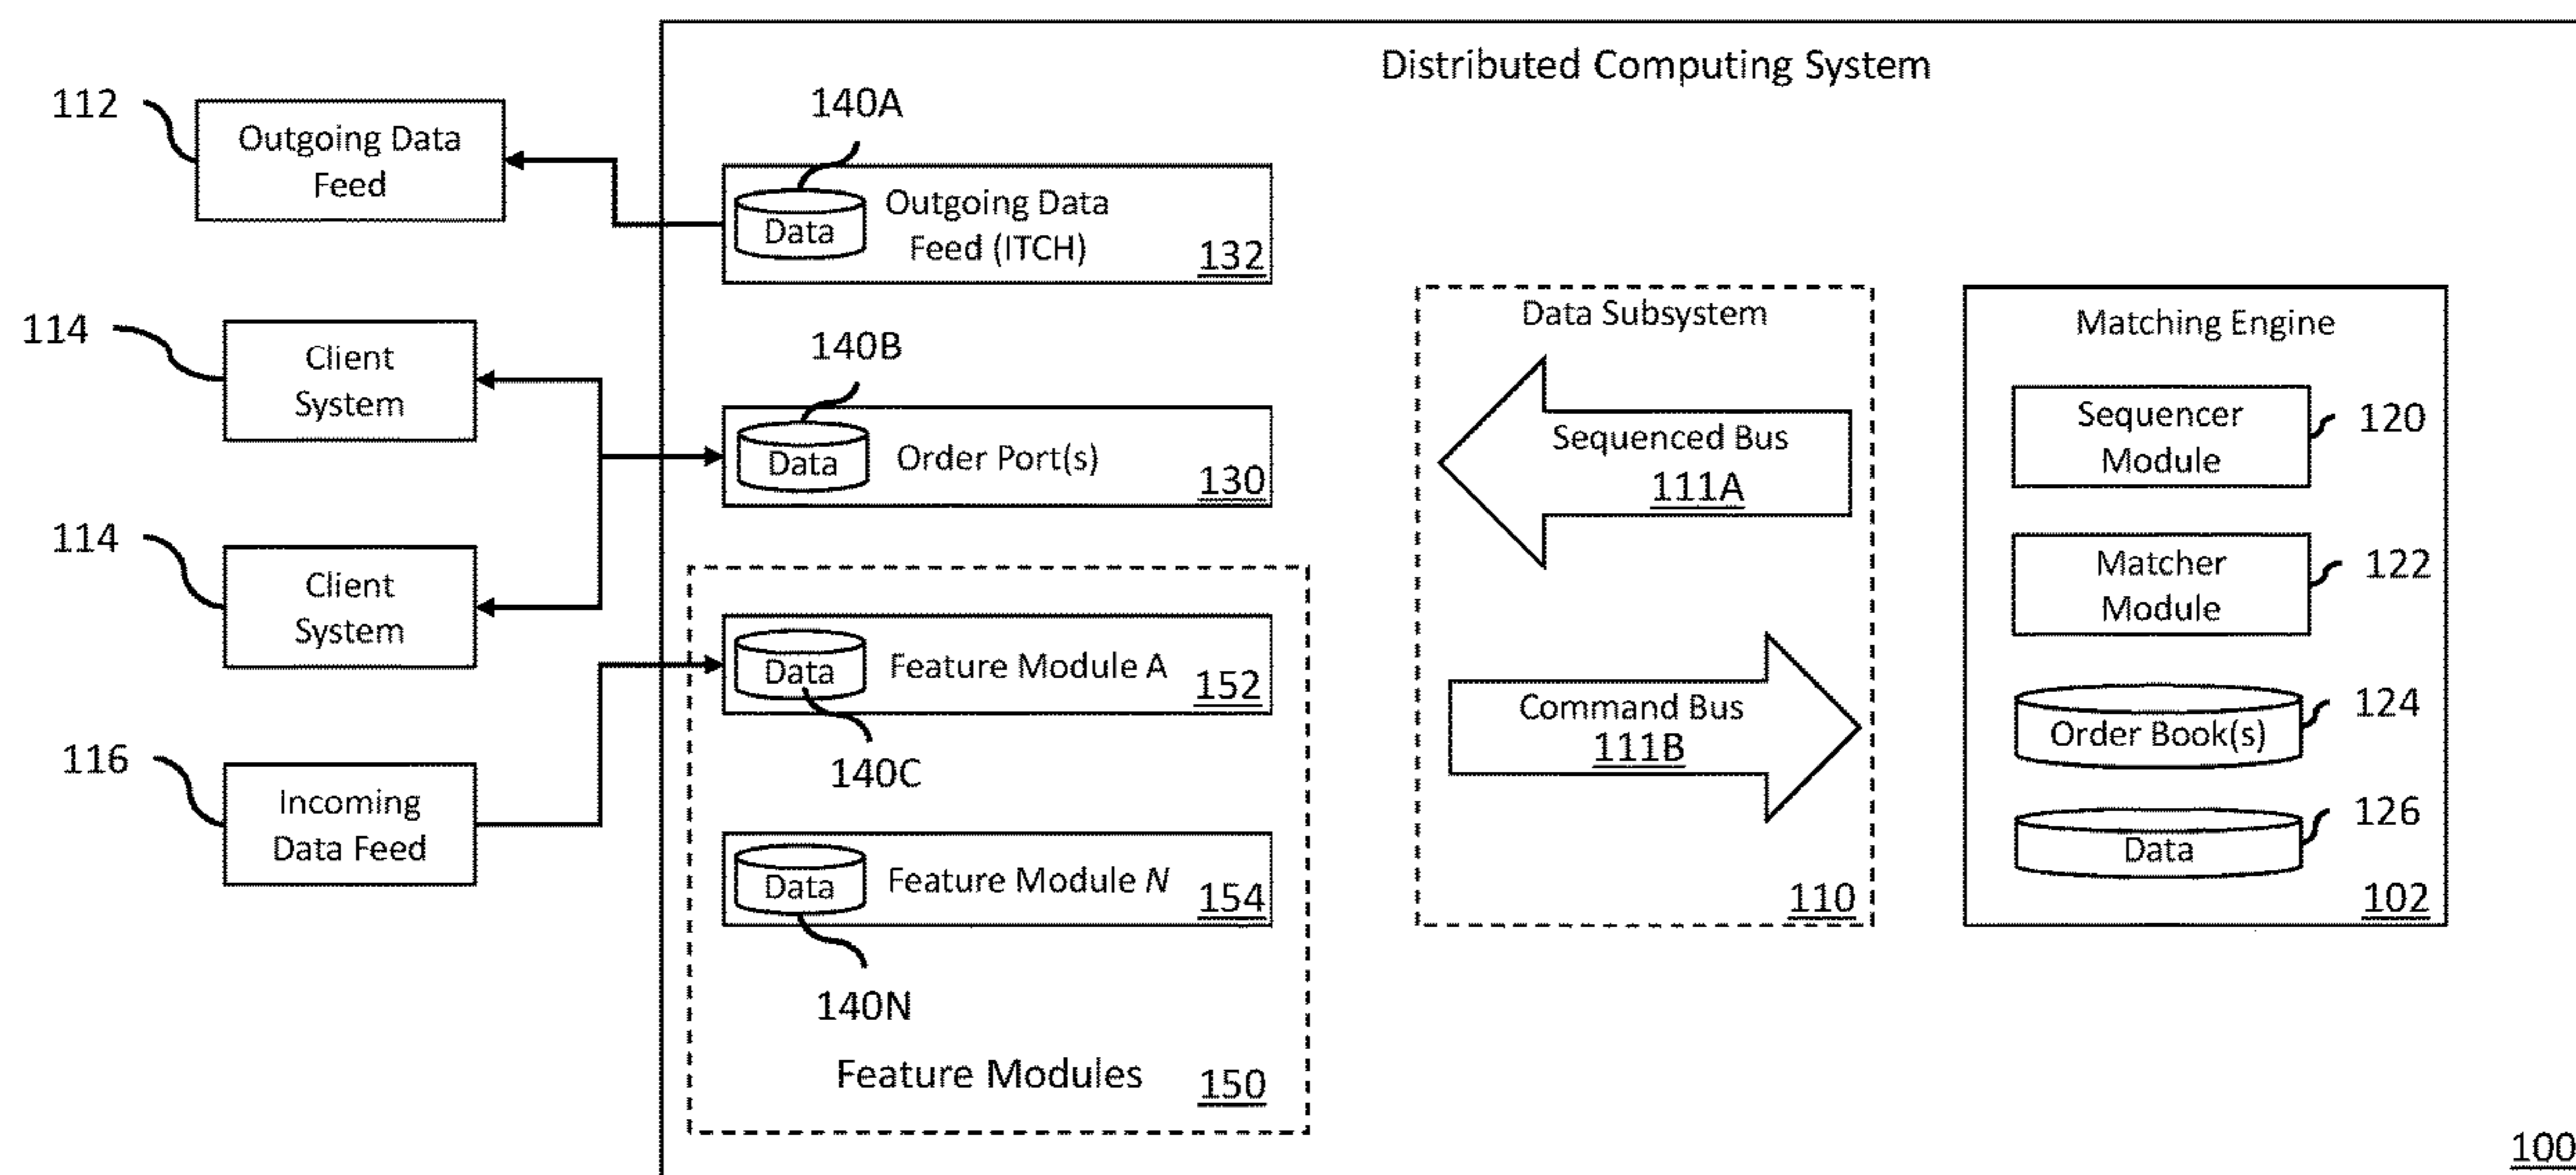 Distributed Computing System
112
Outgoing Data
Feed
140A
Data
Outgoing Data
Feed (ITCH)
132
114
Client
System
140B
Data
Order Port(s)
130
114
Client
System
Data
Feature Module A
152
140C
116
Incoming
Data Feed
Data
Feature Module N
154
140N
Feature Modules
150
Data Subsystem
Sequenced Bus
111A
Command Bus
111B
110
Matching Engine
Sequencer
Module
120
Matcher
Module
122
Order Book(s)
124
Data
126
102
100